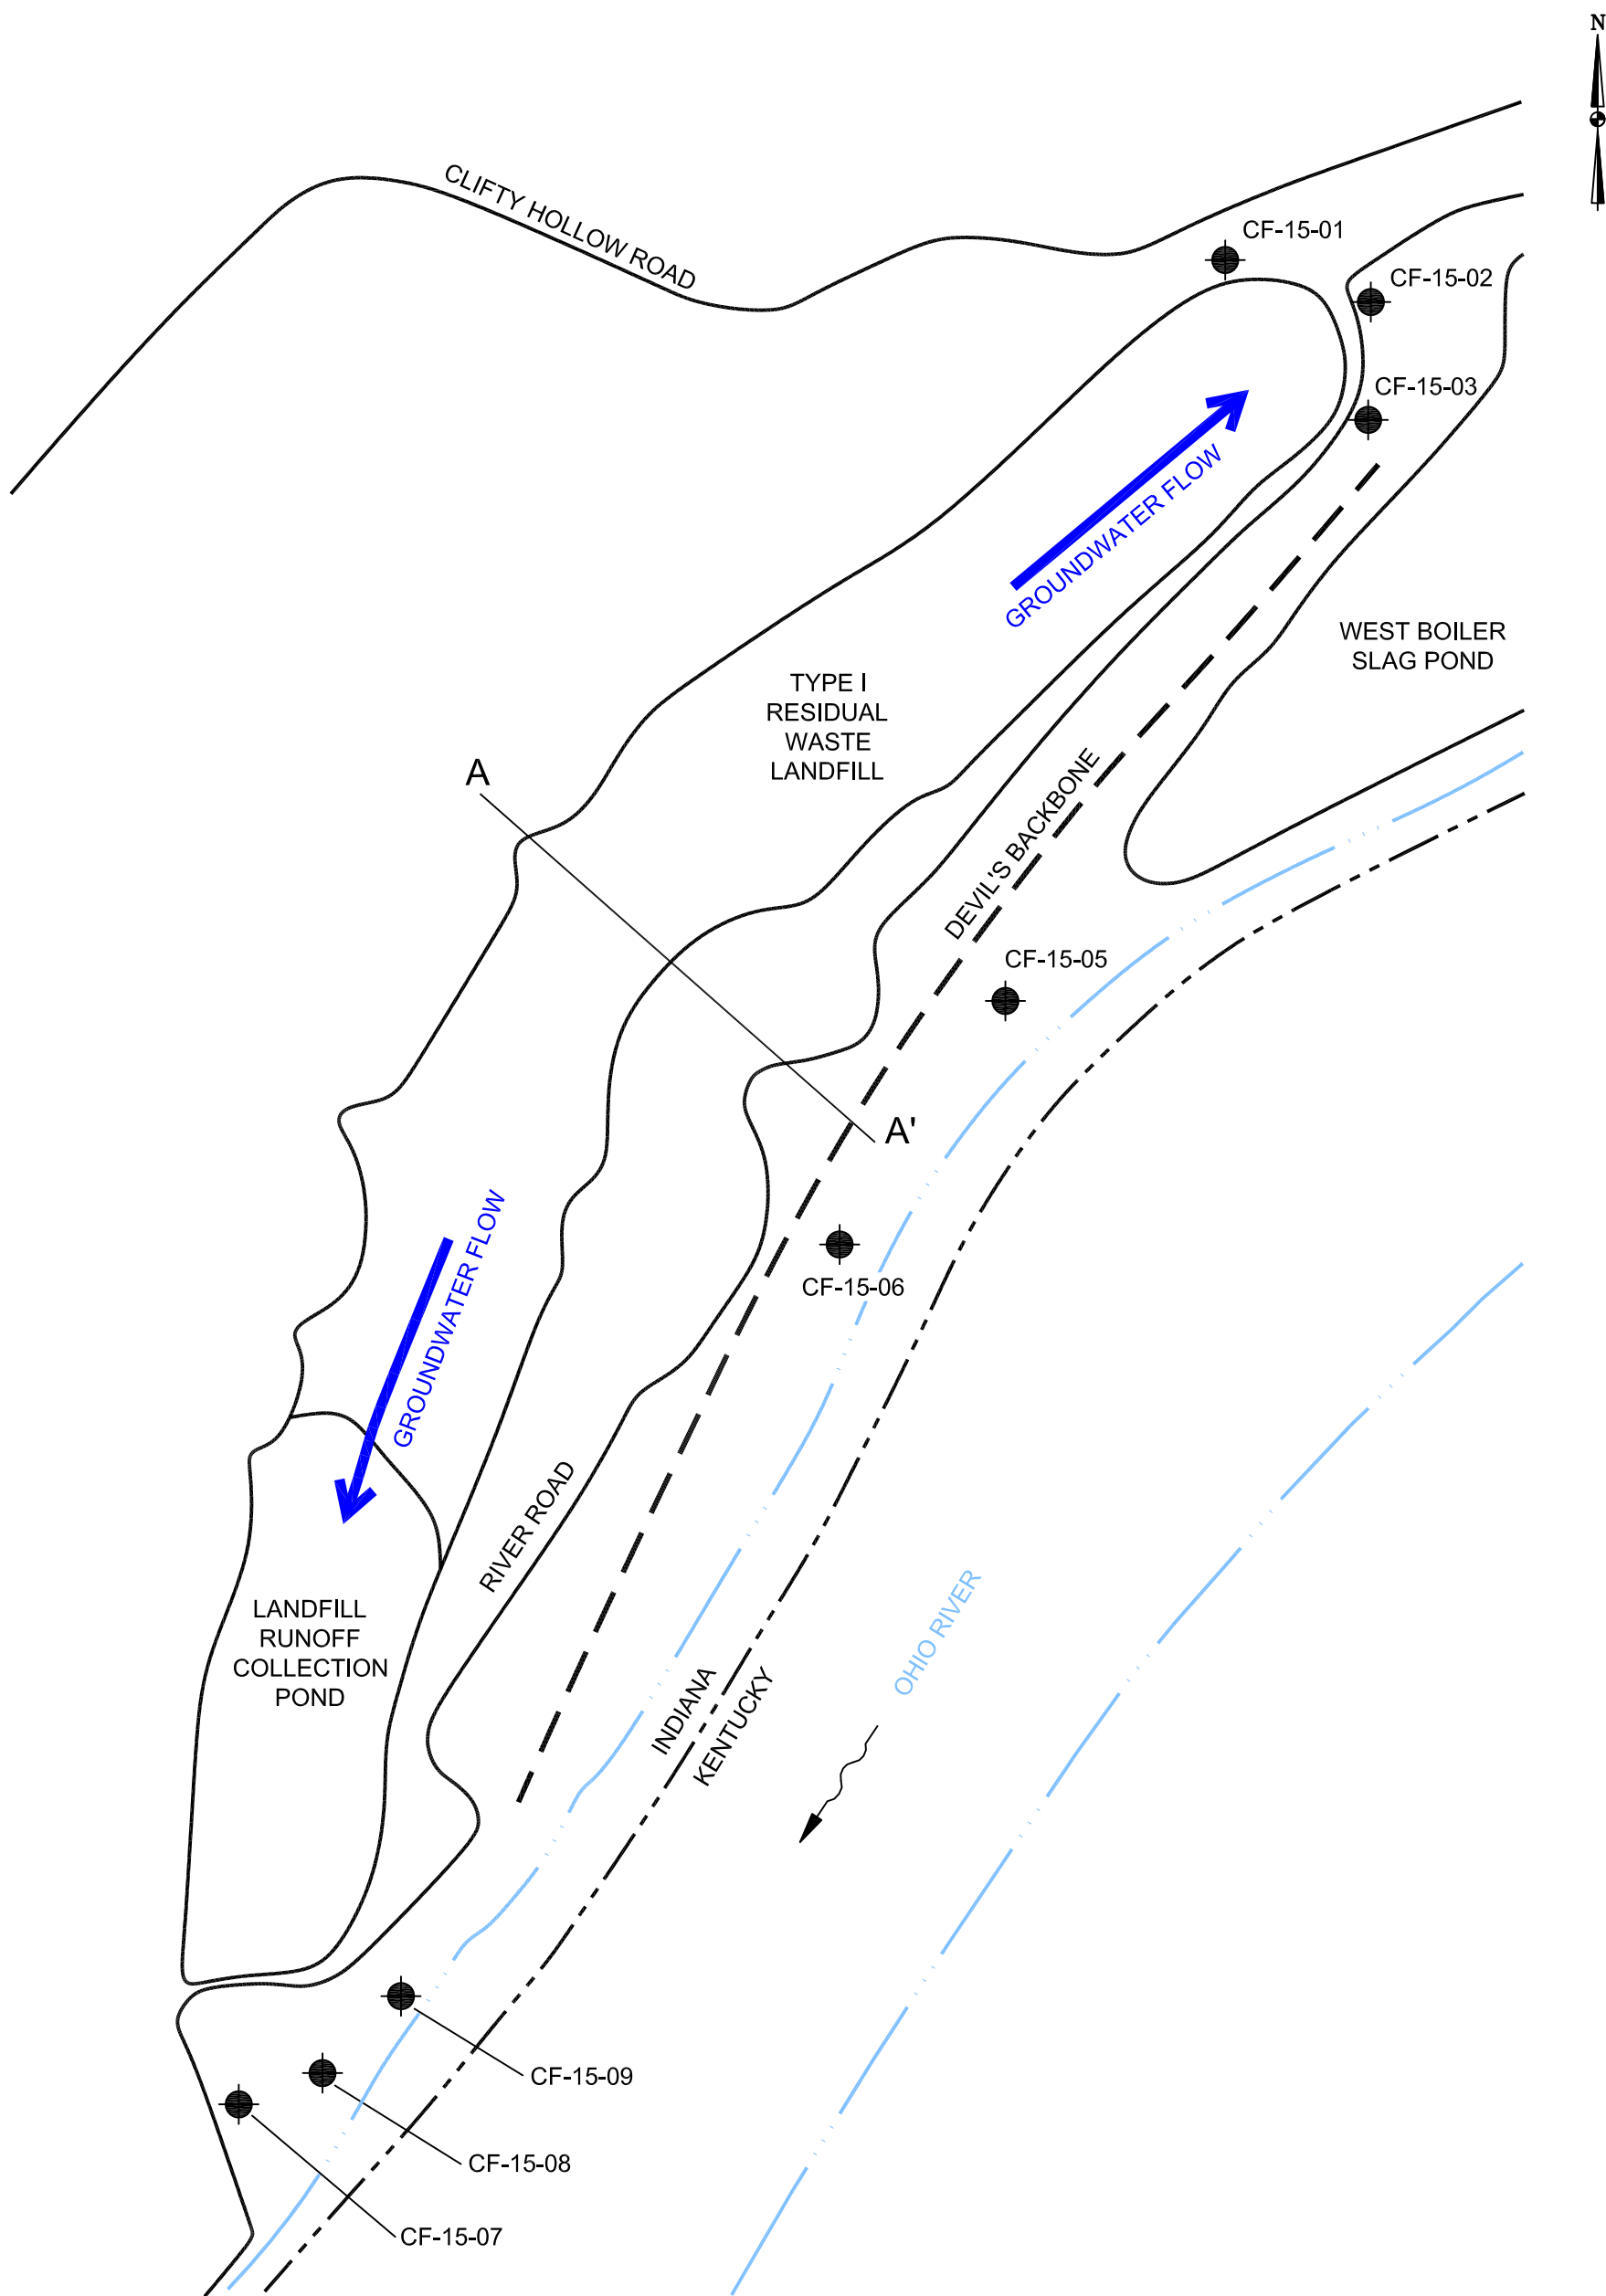 N
CLIFTY HOLLOW ROAD
CF-15-01
CF-15-02
CF-15-03
GROUNDWATER FLOW
WEST BOILER
SLAG POND
TYPE I
RESIDUAL
WASTE
LANDFILL
A
DEVIL'S BACKBONE
CF-15-05
A'
CF-15-06
GROUNDWATER FLOW
RIVER ROAD
LANDFILL
RUNOFF
COLLECTION
POND
OHIO RIVER
INDIANA
KENTUCKY
CF-15-09
CF-15-08
CF-15-07